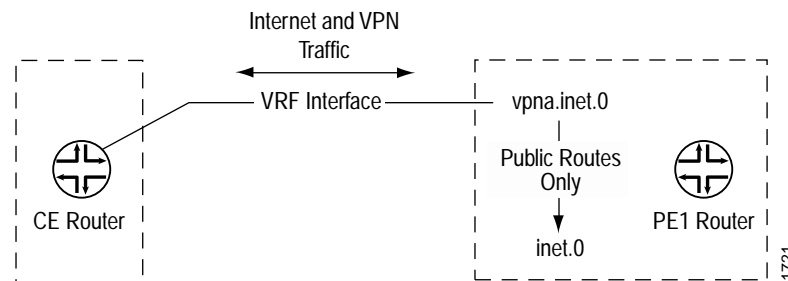 Internet and VPN
Traffic
VRF Interface
vpna.inet.0
Public Routes
Only
inet.0
CE Router
PE1 Router
1721